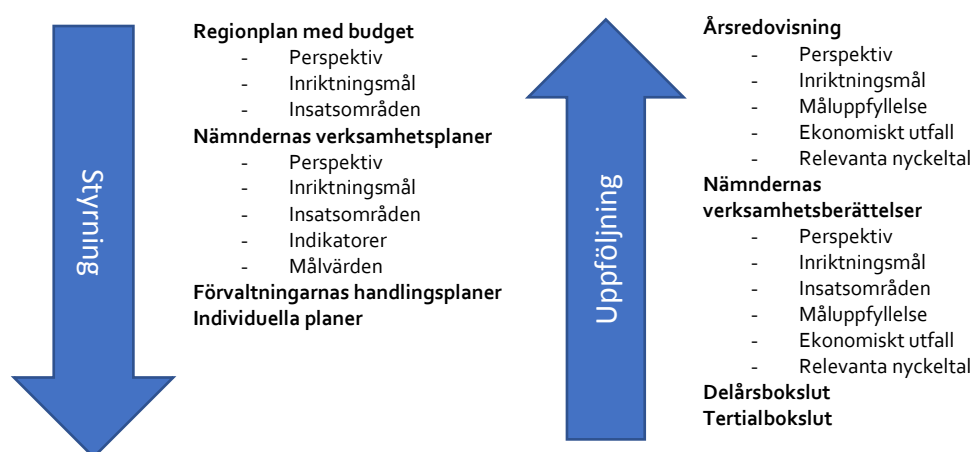 Styrning
Regionplan med budget
- Perspektiv
- Inriktningsmål
- Insatsområden
Nämndernas verksamhetsplaner
- Perspektiv
- Inriktningsmål
- Insatsområden
- Indikatorer
- Målvärden
Förvaltningarnas handlingsplaner
Individuella planer
Uppföljning
Årsredovisning
- Perspektiv
- Inriktningsmål
- Måluppfyllelse
- Ekonomiskt utfall
- Relevanta nyckeltal
Nämndernas
verksamhetsberättelser
- Perspektiv
- Inriktningsmål
- Insatsområden
- Måluppfyllelse
- Ekonomiskt utfall
- Relevanta nyckeltal
Delårsbokslut
Tertialbokslut